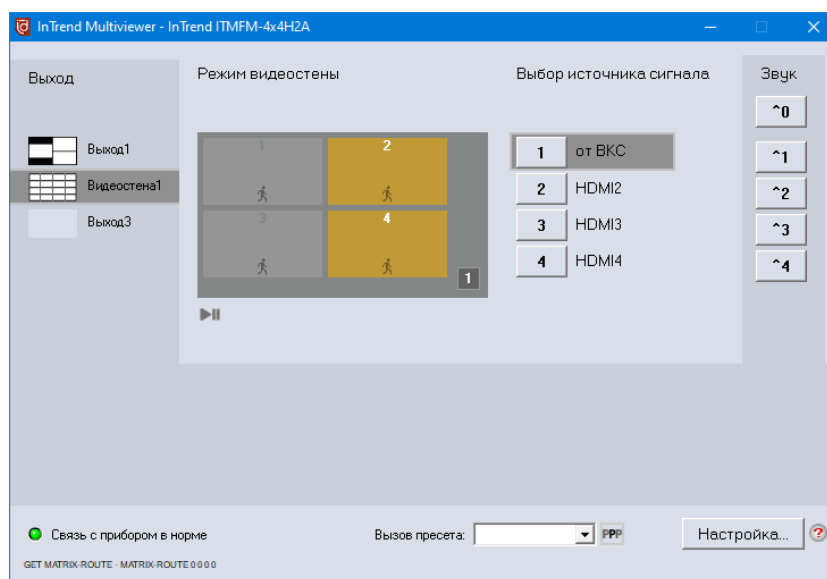 InTrend Multiviewer - InTrend ITMFM-4x4H2A
Выход
Режим видеостены
Выбор источника сигнала
Звук
^0
Выход1
1
2
1
от ВКС
^1
Видеостена1
2
HDMI2
^2
Выход3
3
4
3
HDMI3
^3
4
HDMI4
^4
1
Связь с прибором в норме
Вызов пресета:
PPP
Настройка...
?
GET MATRIX-ROUTE - MATRIX-ROUTE 0 0 0 0